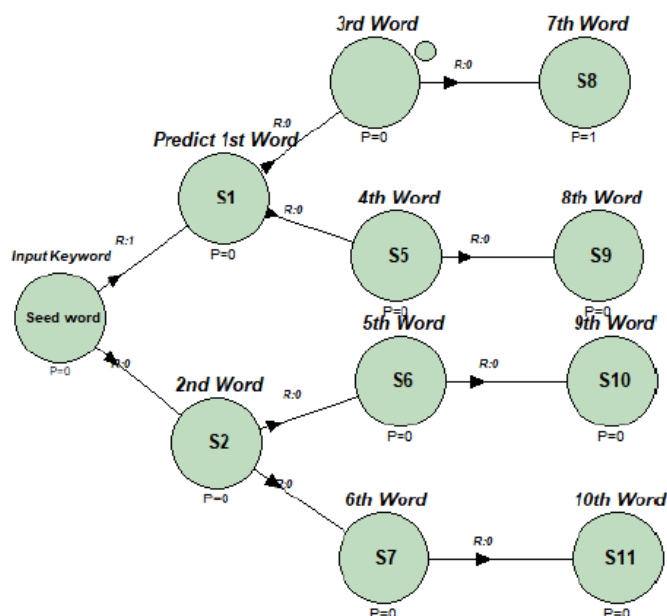 3rd Word
7th Word
R:0
S8
P=0
P=1
R:0
Predict 1st Word
S1
R:0
P=0
4th Word
8th Word
R:0
S5
S9
P=0
P=0
R:1
Input Keyword
Seed word
P=0
R:0
5th Word
9th Word
R:0
S6
S10
P=0
P=0
2nd Word
R:0
S2
P=0
R:0
6th Word
10th Word
R:0
S7
S11
P=0
P=0